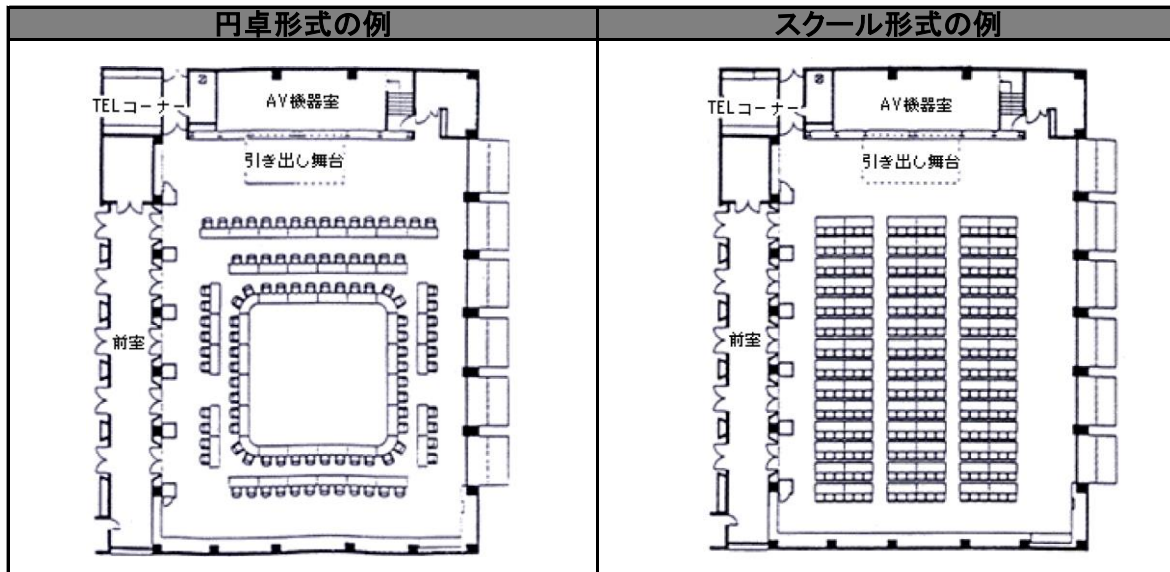 円卓形式の例
スクール形式の例
TELコーナー
AV機器室
引き出し舞台
前室
TELコーナー
AV機器室
引き出し舞台
前室